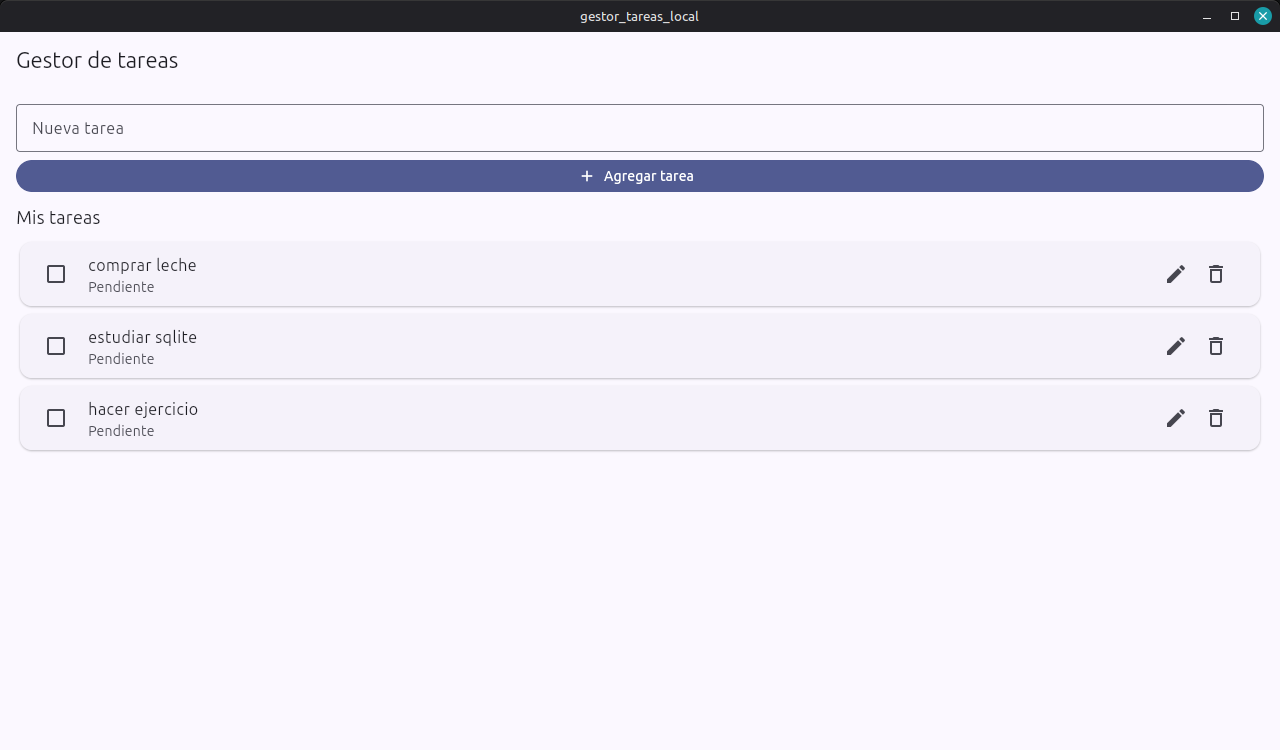 gestor_tareas_local
Gestor de tareas
Nueva tarea
Agregar tarea
Mis tareas
comprar leche
Pendiente
estudiar sqlite
Pendiente
hacer ejercicio
Pendiente